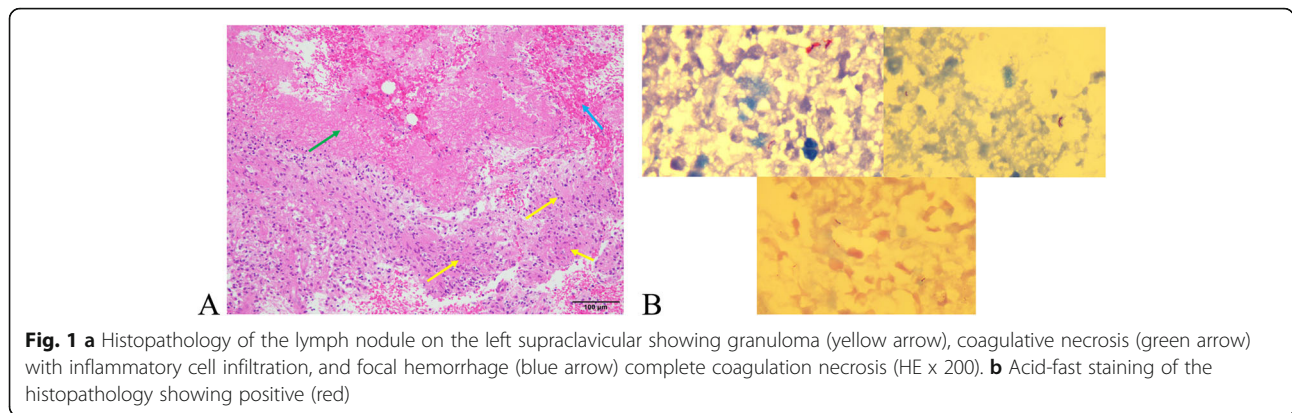 100 µm
A
B
Fig. 1 a Histopathology of the lymph nodule on the left supraclavicular showing granuloma (yellow arrow), coagulative necrosis (green arrow)
with inflammatory cell infiltration, and focal hemorrhage (blue arrow) complete coagulation necrosis (HE x 200). b Acid-fast staining of the
histopathology showing positive (red)